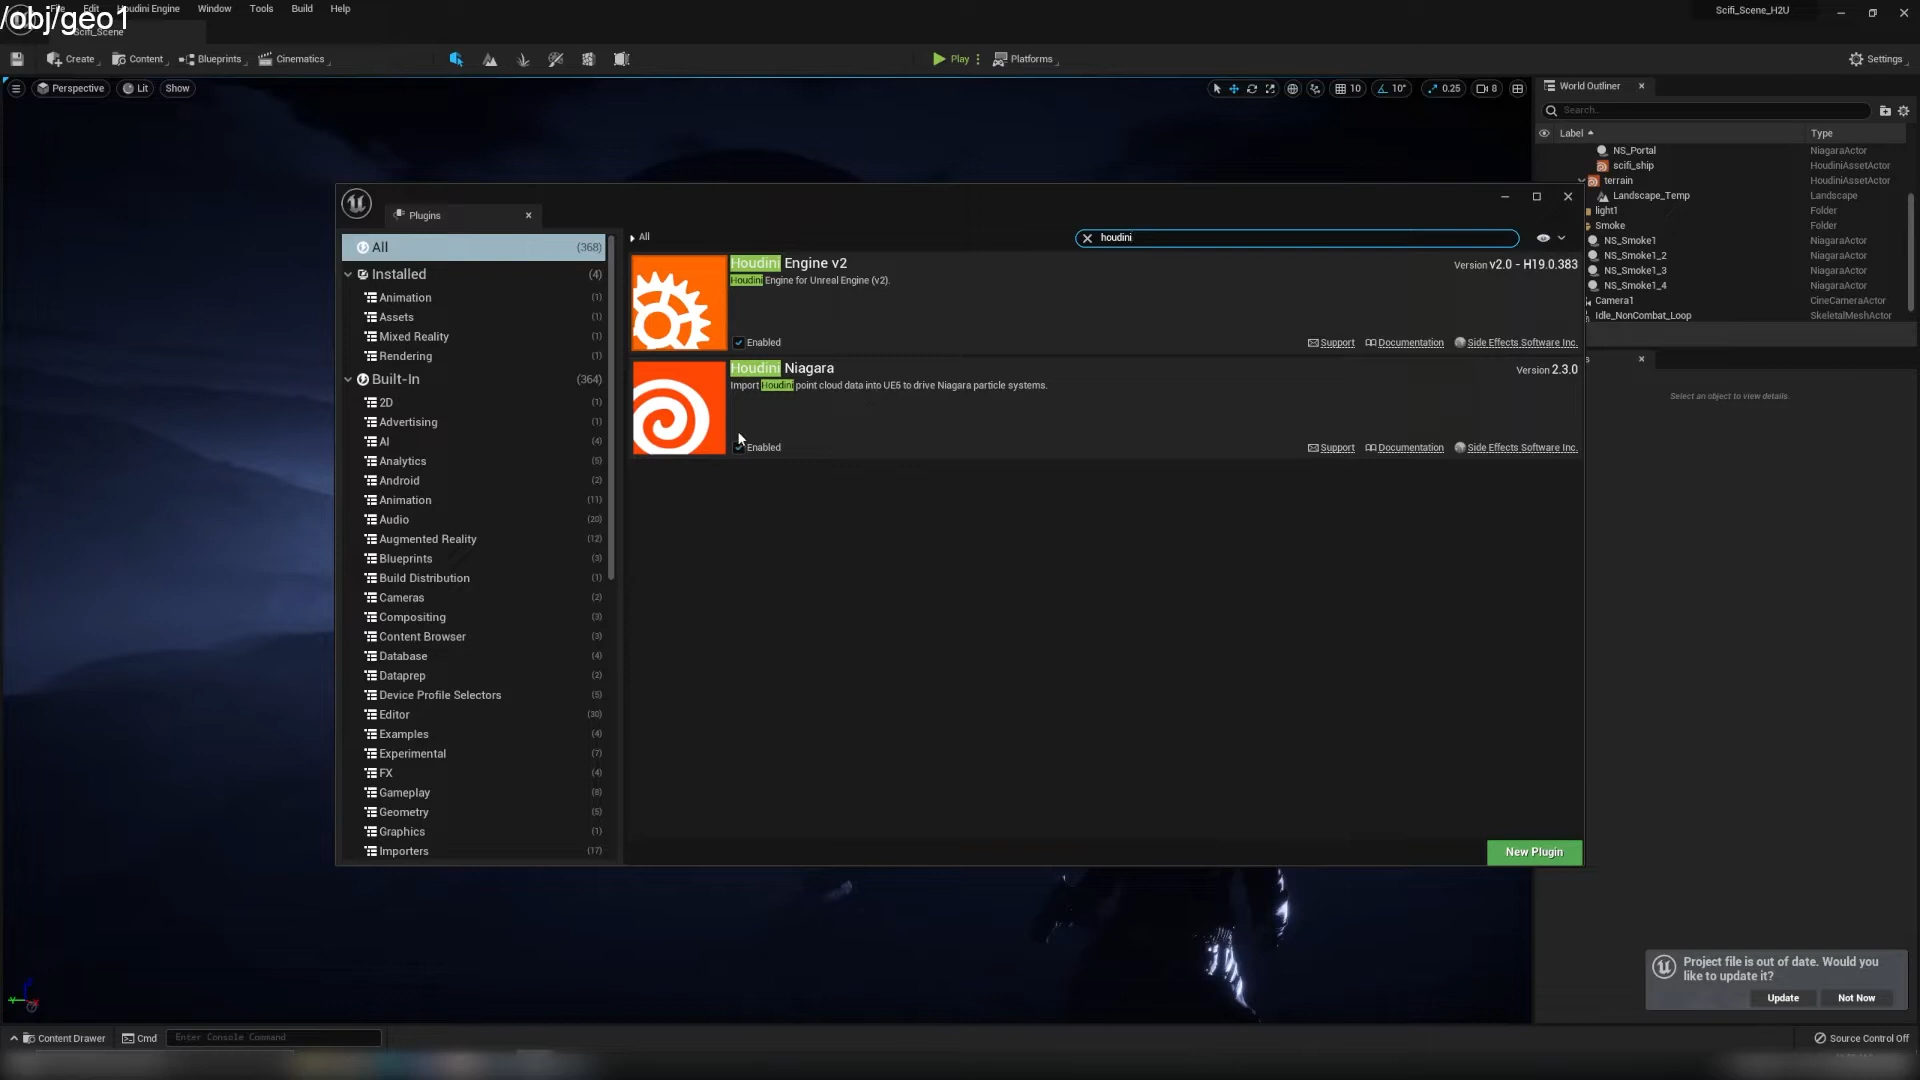 /obj/geo1
File Edit Houdini Engine Window Tools Build Help
Scifi_Scene_H2U
Scifi_Scene
Create Content Blueprints Cinematics Play Platforms Settings
Perspective Lit Show 10 10° 0.25 8
World Outliner
Search...
Label Type
NS_Portal NiagaraActor
scifi_ship HoudiniAssetActor
terrain HoudiniAssetActor
Landscape_Temp Landscape
light1 Folder
Smoke Folder
NS_Smoke1 NiagaraActor
NS_Smoke1_2 NiagaraActor
NS_Smoke1_3 NiagaraActor
NS_Smoke1_4 NiagaraActor
Camera1 CineCameraActor
Idle_NonCombat_Loop SkeletalMeshActor
Select an object to view details.
Plugins
All (368)
Installed (4)
Animation (1)
Assets (1)
Mixed Reality (1)
Rendering (1)
Built-In (364)
2D (1)
Advertising (1)
AI (4)
Analytics (5)
Android (2)
Animation (11)
Audio (20)
Augmented Reality (12)
Blueprints (3)
Build Distribution (1)
Cameras (2)
Compositing (3)
Content Browser (3)
Database (4)
Dataprep (2)
Device Profile Selectors (5)
Editor (30)
Examples (4)
Experimental (7)
FX (4)
Gameplay (8)
Geometry (5)
Graphics (1)
Importers (17)
All
houdini
Houdini Engine v2 Version v2.0 - H19.0.383
Houdini Engine for Unreal Engine (v2).
Enabled Support Documentation Side Effects Software Inc.
Houdini Niagara Version 2.3.0
Import Houdini point cloud data into UE5 to drive Niagara particle systems.
Enabled Support Documentation Side Effects Software Inc.
New Plugin
Project file is out of date. Would you
like to update it?
Update Not Now
Content Drawer Cmd Enter Console Command Source Control Off